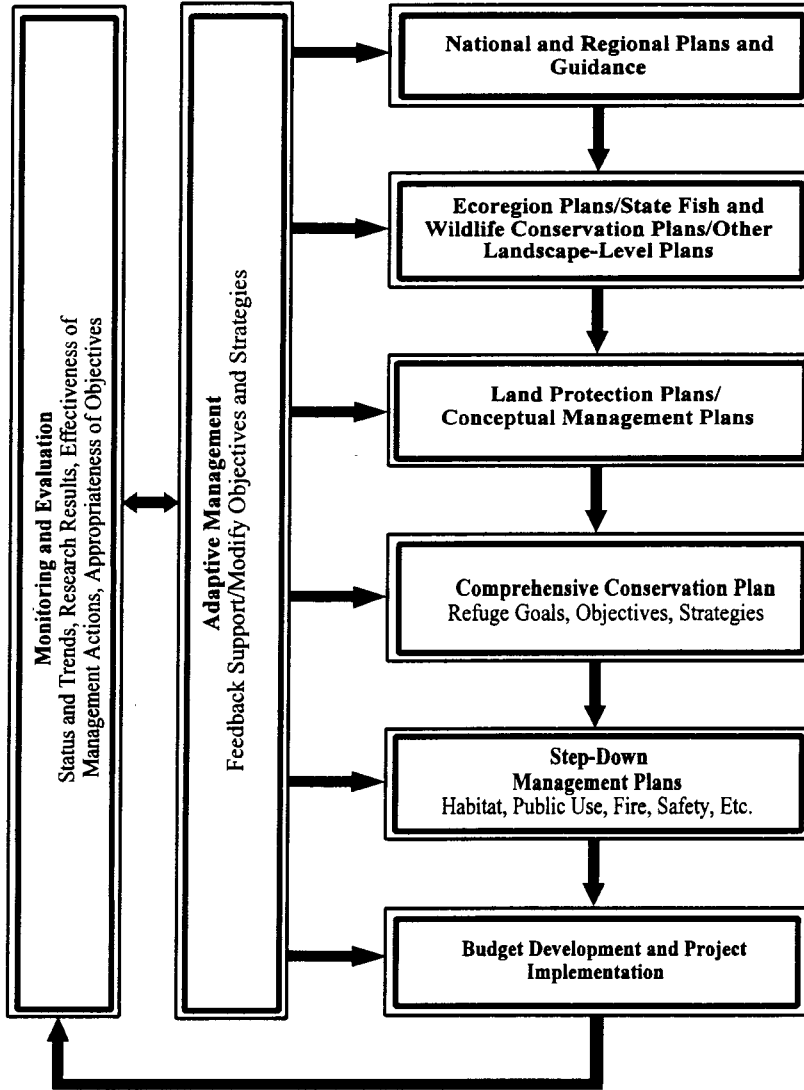 Monitoring and Evaluation
Status and Trends, Research Results, Effectiveness of
Management Actions, Appropriateness of Objectives
Adaptive Management
Feedback Support/Modify Objectives and Strategies
National and Regional Plans and
Guidance
Ecoregion Plans/State Fish and
Wildlife Conservation Plans/Other
Landscape-Level Plans
Land Protection Plans/
Conceptual Management Plans
Comprehensive Conservation Plan
Refuge Goals, Objectives, Strategies
Step-Down
Management Plans
Habitat, Public Use, Fire, Safety, Etc.
Budget Development and Project
Implementation